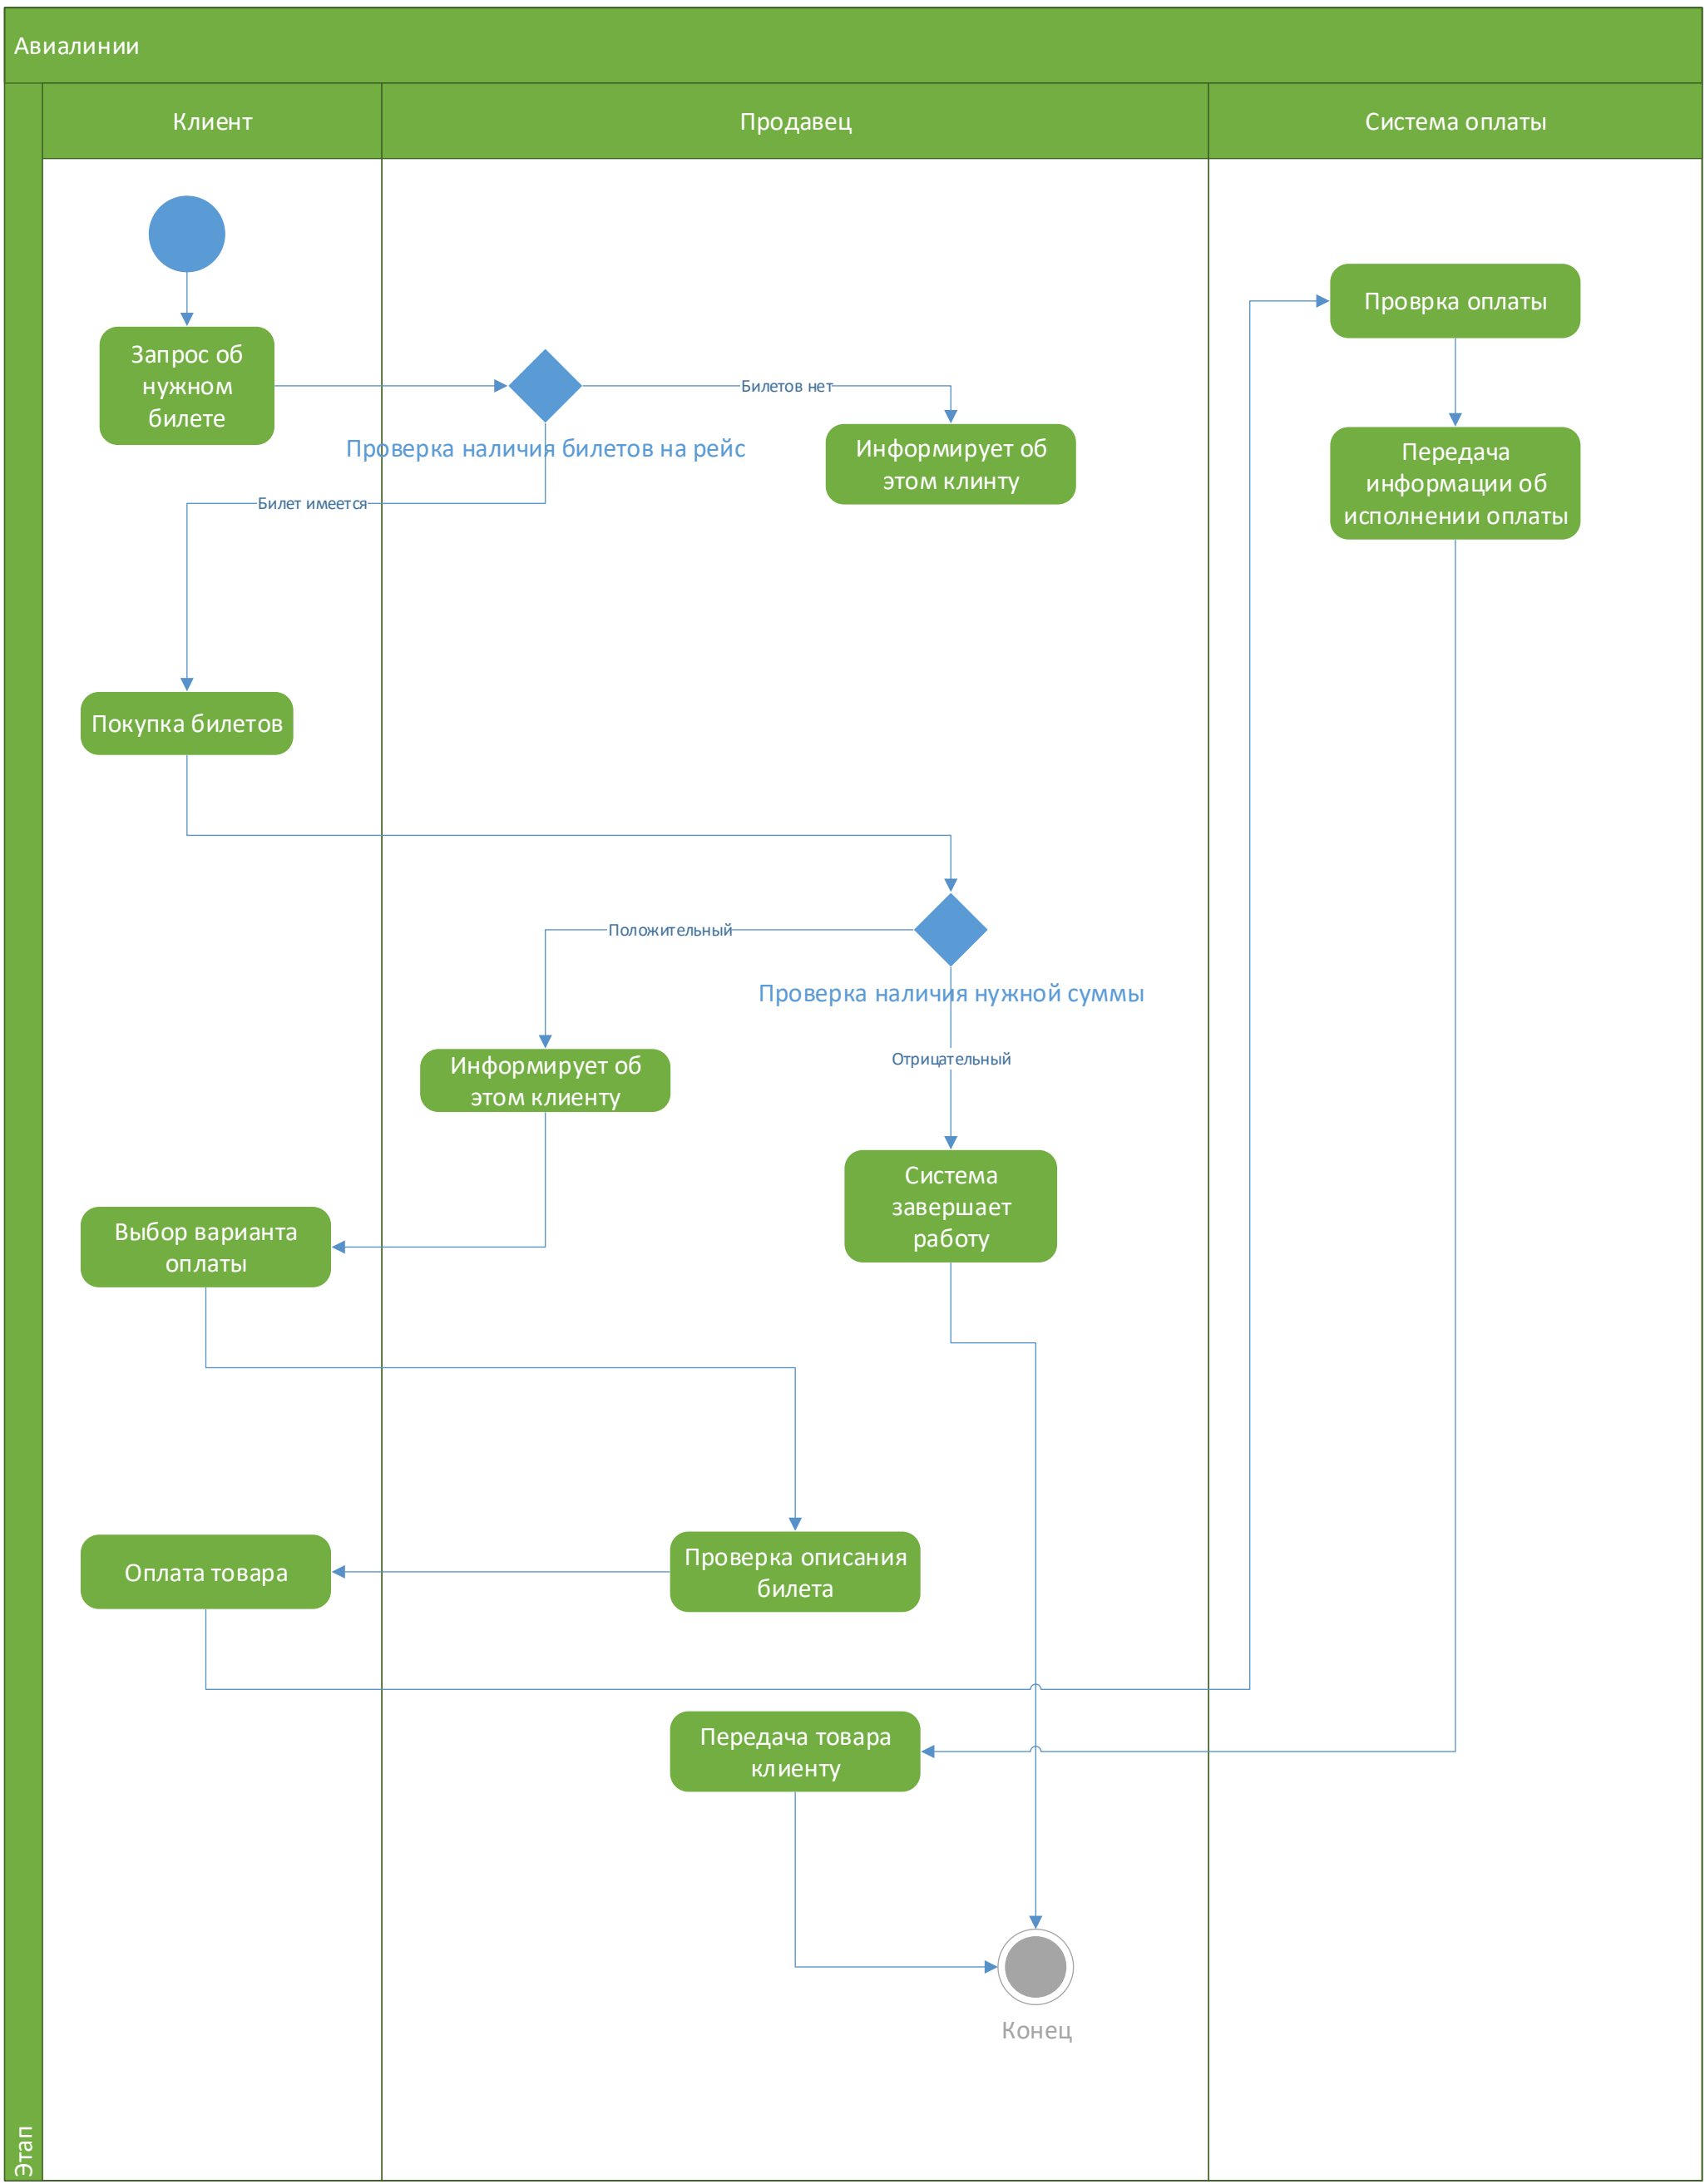 Авиалинии
Клиент
Продавец
Система оплаты
Запрос об
нужном
билете
Проверка наличия билетов на рейс
Билетов нет
Информирует об
этом клинту
Проврка оплаты
Передача
информации об
исполнении оплаты
Билет имеется
Покупка билетов
Положительный
Проверка наличия нужной суммы
Отрицательный
Информирует об
этом клиенту
Система
завершает
работу
Выбор варианта
оплаты
Оплата товара
Проверка описания
билета
Передача товара
клиенту
Конец
Этап